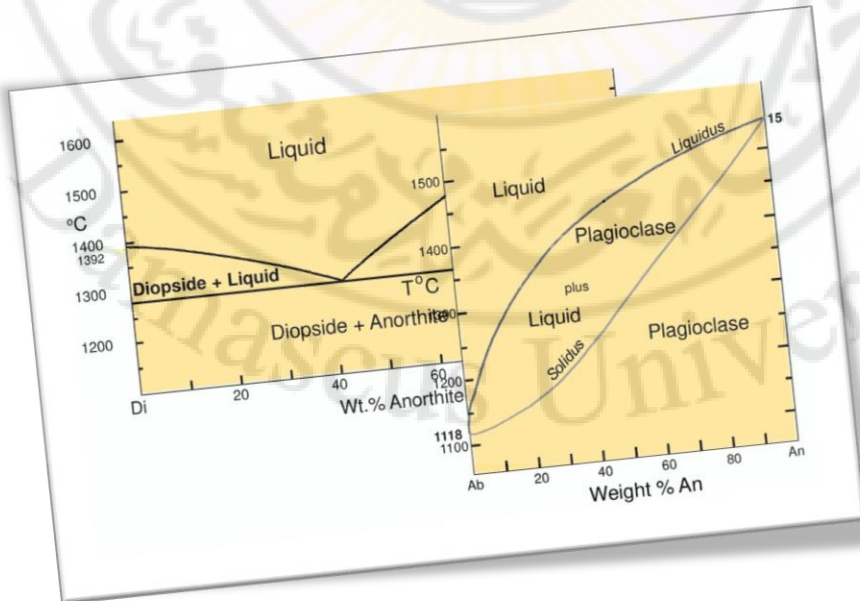 1600
Liquid
1500
°C
1400
1392
Diopside + Liquid
1300
T°C
Diopside + Anorthite
1200
Di
20
40
60
Wt.% Anorthite
Liquidus
15
1500
Liquid
Plagioclase
1400
plus
Liquid
Plagioclase
Solidus
1200
1118
1100
Ab
20
40
60
80
An
Weight % An
Damascus Univer